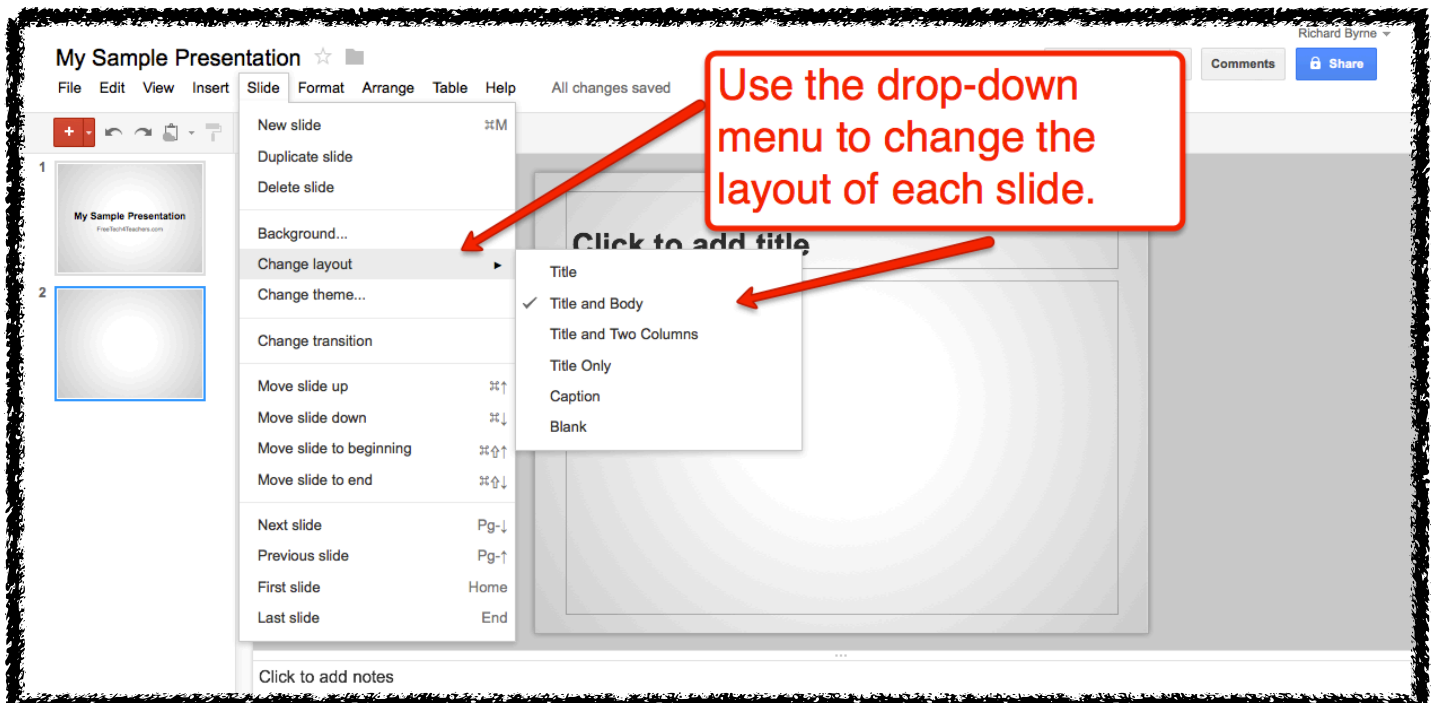 Richard Byrne
My Sample Presentation
Comments
Share
File Edit View Insert Slide Format Arrange Table Help All changes saved
Use the drop-down
menu to change the
layout of each slide.
New slide ⌘M
Duplicate slide
Delete slide
Background...
Change layout ►
Change theme...
Change transition
Move slide up ⌘↑
Move slide down ⌘↓
Move slide to beginning ⌘⇧↑
Move slide to end ⌘⇧↓
Next slide Pg-↓
Previous slide Pg-↑
First slide Home
Last slide End
Title
✓ Title and Body
Title and Two Columns
Title Only
Caption
Blank
1
My Sample Presentation
FreeTech4Teachers.com
2
Click to add title
Click to add notes